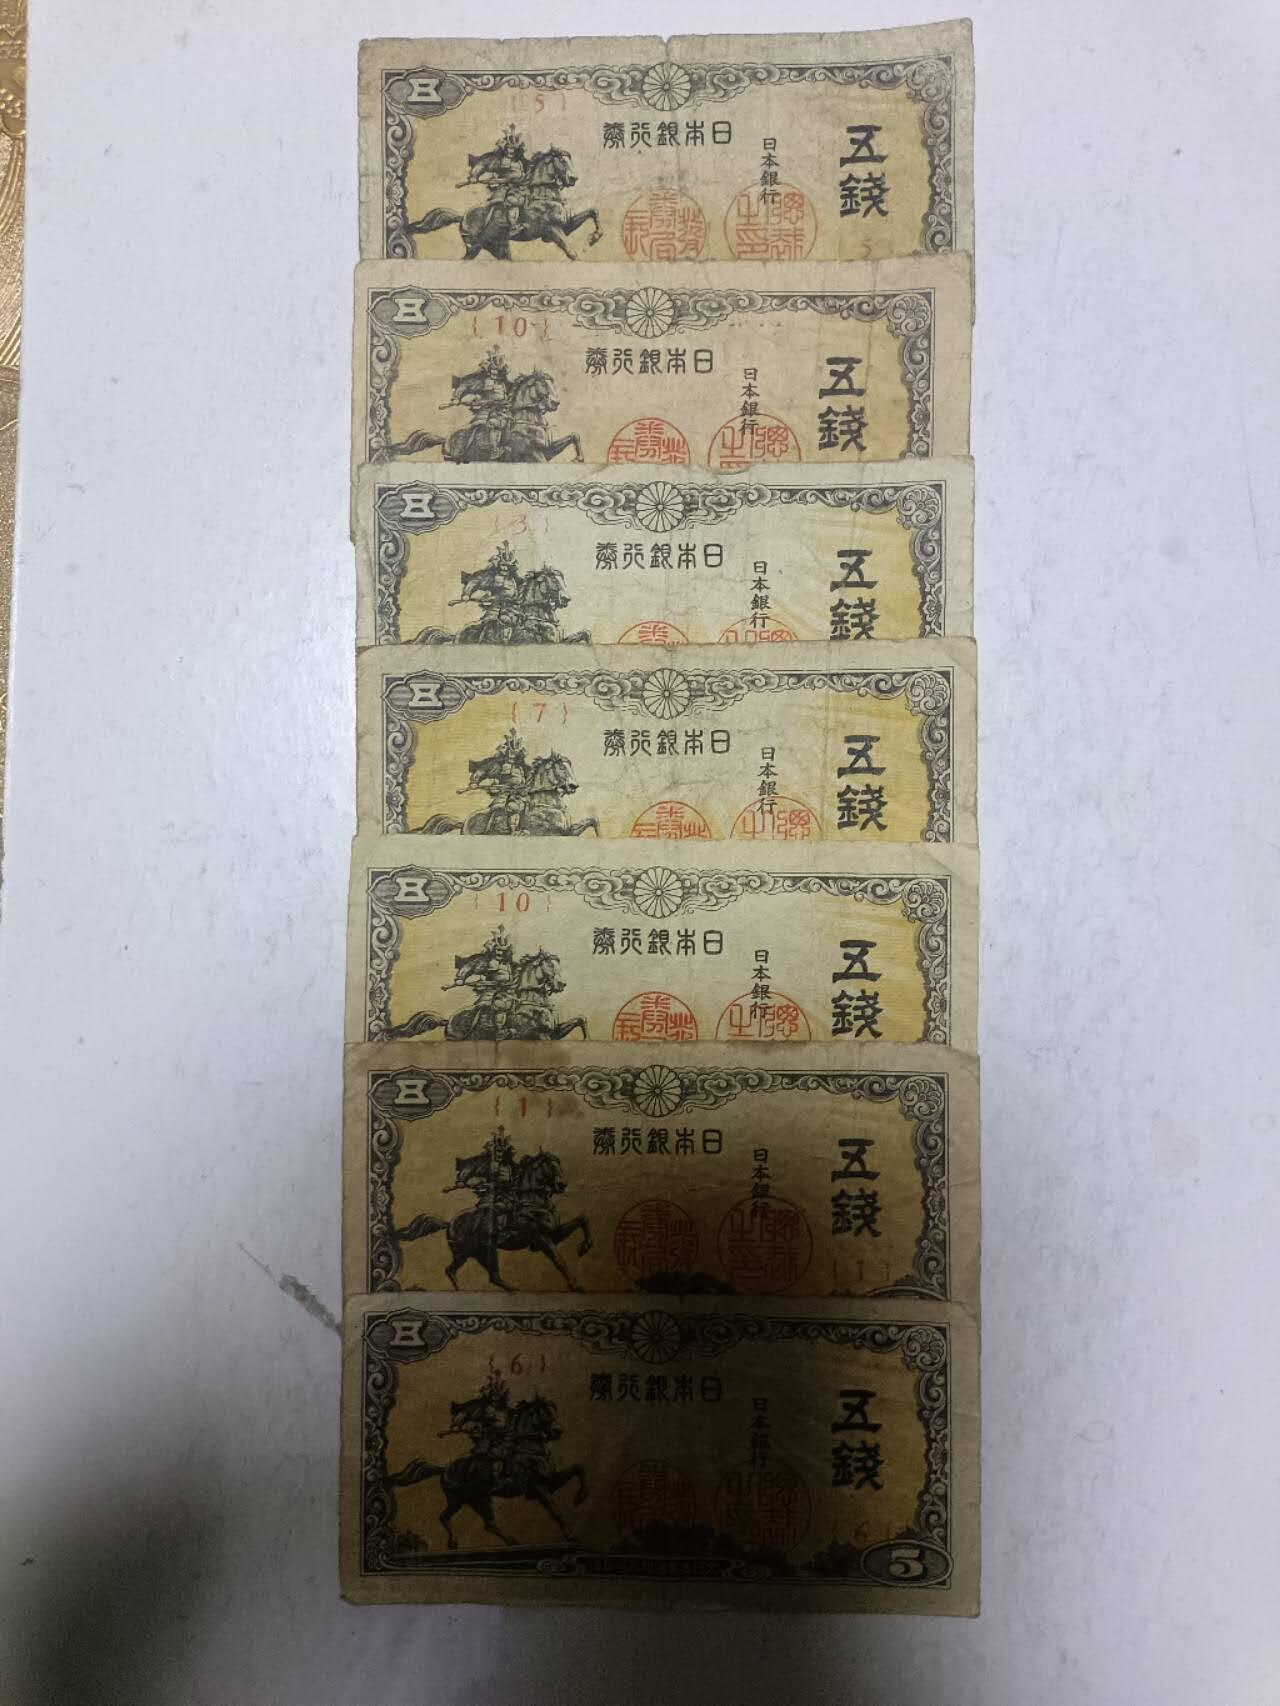 五
{ 5 }
日本銀行券
日本銀行
五錢
5
五
{ 10 }
日本銀行券
日本銀行
五錢
五
{ 3 }
日本銀行券
日本銀行
五錢
五
{ 7 }
日本銀行券
日本銀行
五錢
五
{ 10 }
日本銀行券
日本銀行
五錢
五
{ 1 }
日本銀行券
日本銀行
五錢
{ 1 }
五
{ 6 }
日本銀行券
日本銀行
五錢
{ 6 }
5